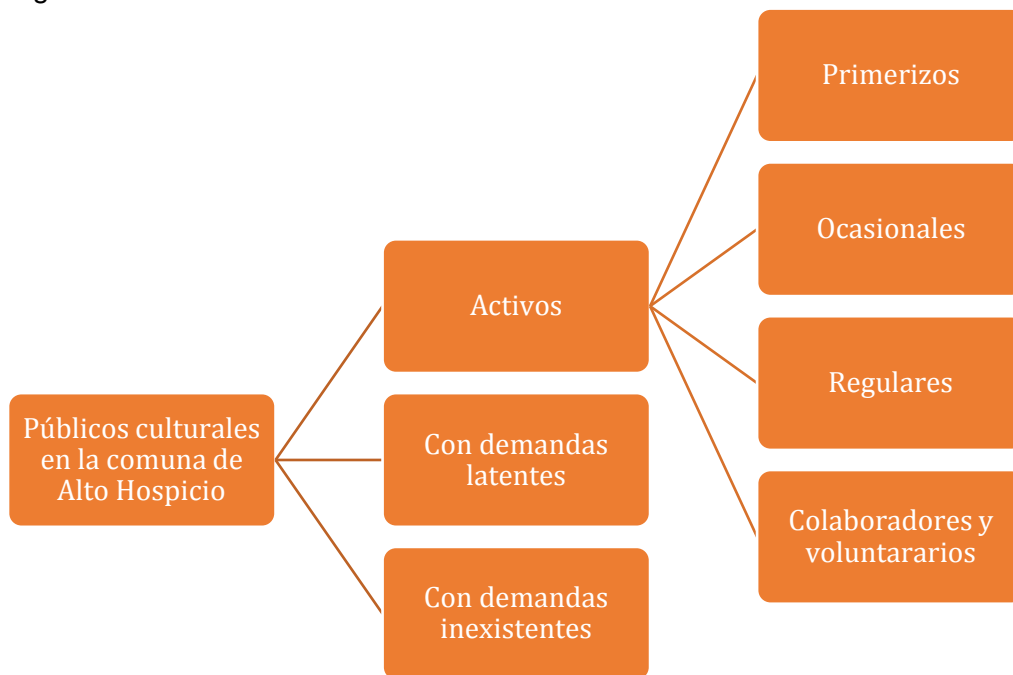 Primerizos
Ocasionales
Activos
Regulares
Públicos culturales
en la comuna de
Alto Hospicio
Con demandas
latentes
Colaboradores y
voluntararios
Con demandas
inexistentes